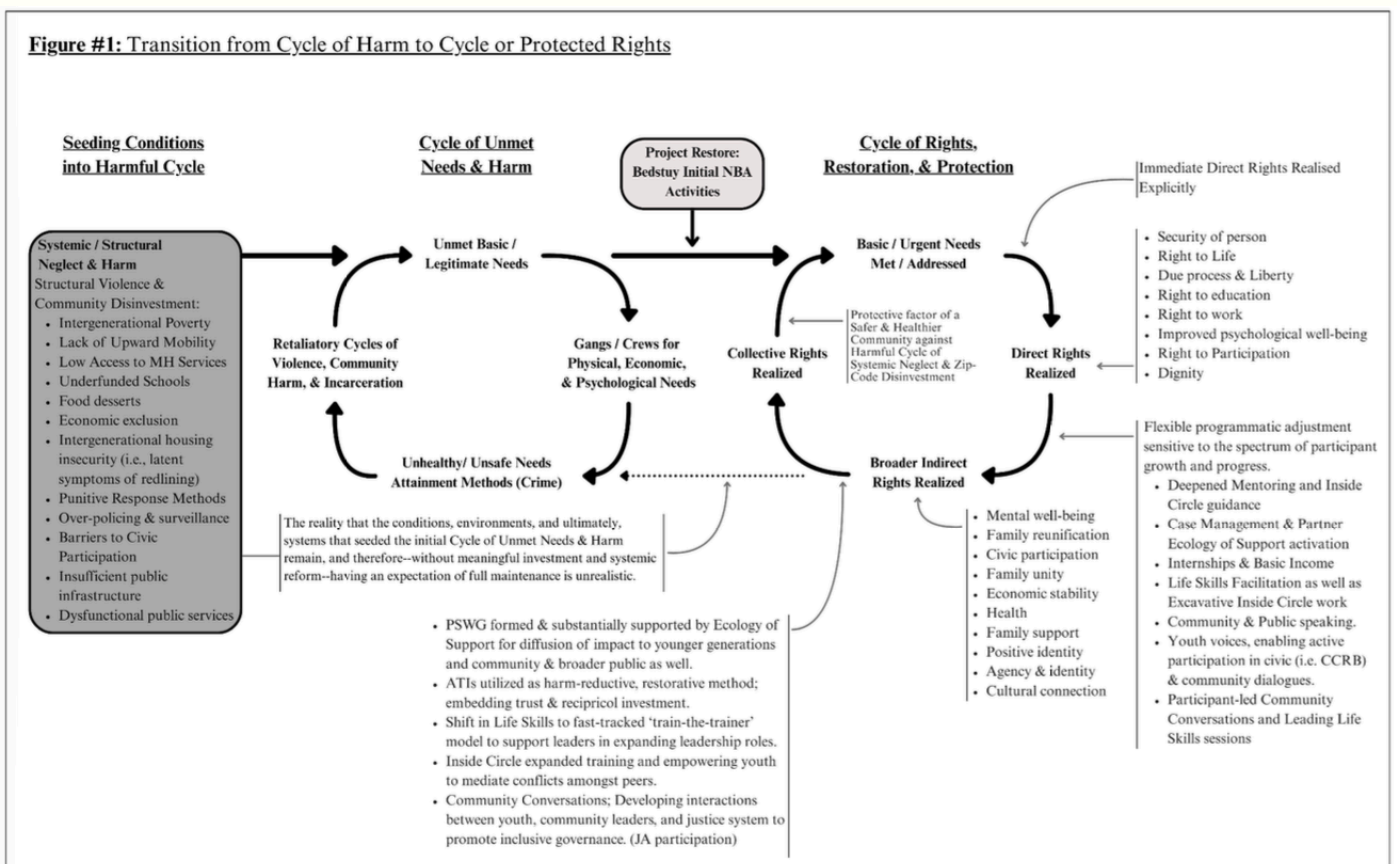 Figure #1: Transition from Cycle of Harm to Cycle or Protected Rights
Seeding Conditions
into Harmful Cycle
Systemic / Structural
Neglect & Harm
Structural Violence &
Community Disinvestment:
• Intergenerational Poverty
• Lack of Upward Mobility
• Low Access to MH Services
• Underfunded Schools
• Food desserts
• Economic exclusion
• Intergenerational housing
insecurity (i.e., latent
symptoms of redlining)
• Punitive Response Methods
• Over-policing & surveillance
• Barriers to Civic
Participation
• Insufficient public
infrastructure
• Dysfunctional public services
Cycle of Unmet
Needs & Harm
Unmet Basic /
Legitimate Needs
Gangs / Crews for
Physical, Economic,
& Psychological Needs
Unhealthy/ Unsafe Needs
Attainment Methods (Crime)
Retaliatory Cycles of
Violence, Community
Harm, & Incarceration
The reality that the conditions, environments, and ultimately,
systems that seeded the initial Cycle of Unmet Needs & Harm
remain, and therefore--without meaningful investment and systemic
reform--having an expectation of full maintenance is unrealistic.
Project Restore:
Bedstuy Initial NBA
Activities
Cycle of Rights,
Restoration, & Protection
Basic / Urgent Needs
Met / Addressed
Direct Rights
Realized
Broader Indirect
Rights Realized
Collective Rights
Realized
Protective factor of a
Safer & Healthier
Community against
Harmful Cycle of
Systemic Neglect & Zip-
Code Disinvestment
Immediate Direct Rights Realised
Explicitly
• Security of person
• Right to Life
• Due process & Liberty
• Right to education
• Right to work
• Improved psychological well-being
• Right to Participation
• Dignity
Flexible programmatic adjustment
sensitive to the spectrum of participant
growth and progress.
• Deepened Mentoring and Inside
Circle guidance
• Case Management & Partner
Ecology of Support activation
• Internships & Basic Income
• Life Skills Facilitation as well as
Excavative Inside Circle work
• Community & Public speaking.
• Youth voices, enabling active
participation in civic (i.e. CCRB)
& community dialogues.
• Participant-led Community
Conversations and Leading Life
Skills sessions
• Mental well-being
• Family reunification
• Civic participation
• Family unity
• Economic stability
• Health
• Family support
• Positive identity
• Agency & identity
• Cultural connection
• PSWG formed & substantially supported by Ecology of
Support for diffusion of impact to younger generations
and community & broader public as well.
• ATIs utilized as harm-reductive, restorative method;
embedding trust & recipricol investment.
• Shift in Life Skills to fast-tracked ‘train-the-trainer’
model to support leaders in expanding leadership roles.
• Inside Circle expanded training and empowering youth
to mediate conflicts amongst peers.
• Community Conversations; Developing interactions
between youth, community leaders, and justice system to
promote inclusive governance. (JA participation)